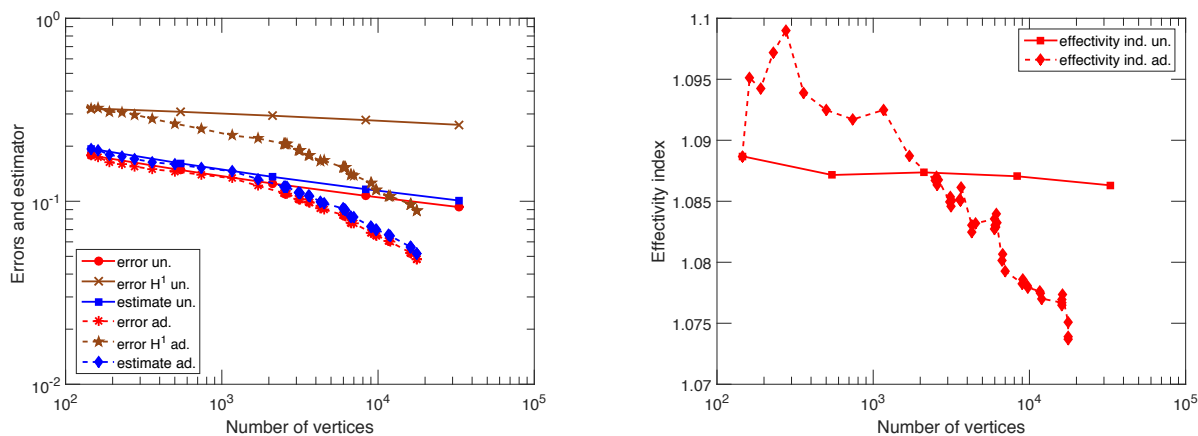 10^0
10^-1
10^-2
10^2
10^3
10^4
10^5
Number of vertices
Errors and estimator
error un.
error H^1 un.
estimate un.
error ad.
error H^1 ad.
estimate ad.
1.1
1.095
1.09
1.085
1.08
1.075
1.07
10^2
10^3
10^4
10^5
Number of vertices
Effectivity index
effectivity ind. un.
effectivity ind. ad.